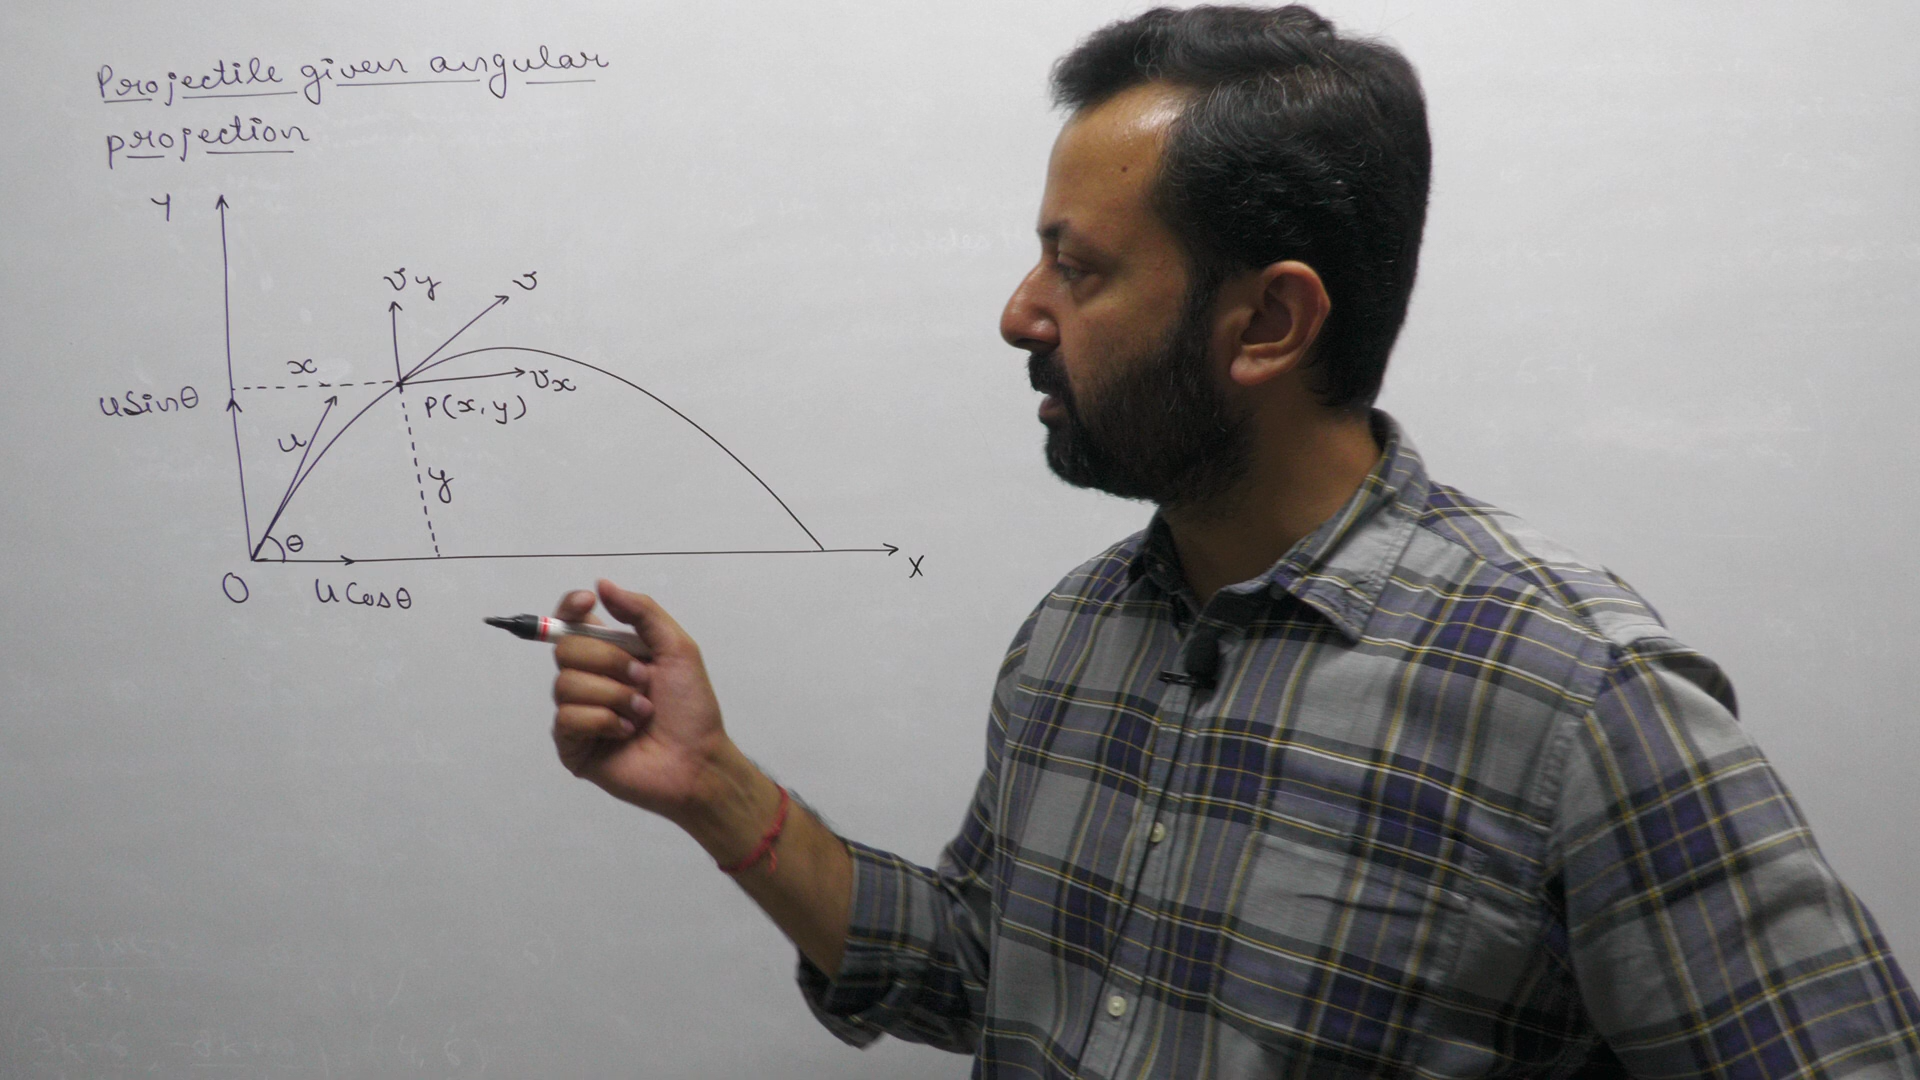 Projectile given angular
projection
Y
vy
v
x
vx
uSinθ
P(x,y)
u
y
θ
X
O
uCosθ